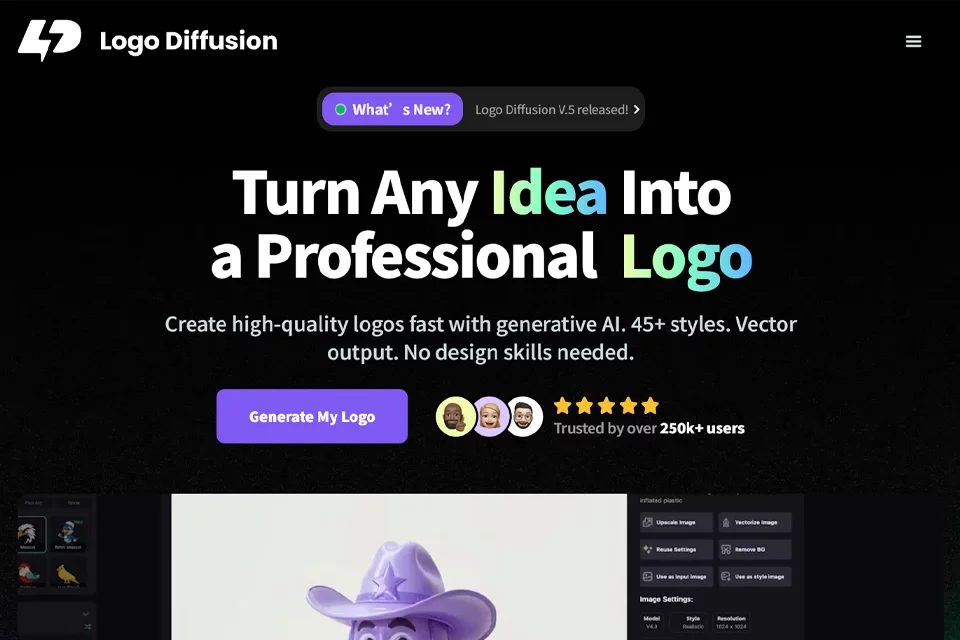 Logo Diffusion
What’s New?
Logo Diffusion V.5 released!
Turn Any Idea Into
a Professional Logo
Create high-quality logos fast with generative AI. 45+ styles. Vector
output. No design skills needed.
Generate My Logo
Trusted by over 250k+ users
inflated plastic
Upscale Image
Vectorize Image
Reuse Settings
Remove BG
Use as input image
Use as style image
Image Settings:
Model
Style
Resolution
V4.3
Realistic
1024 x 1024
Mascot
Retro Mascot